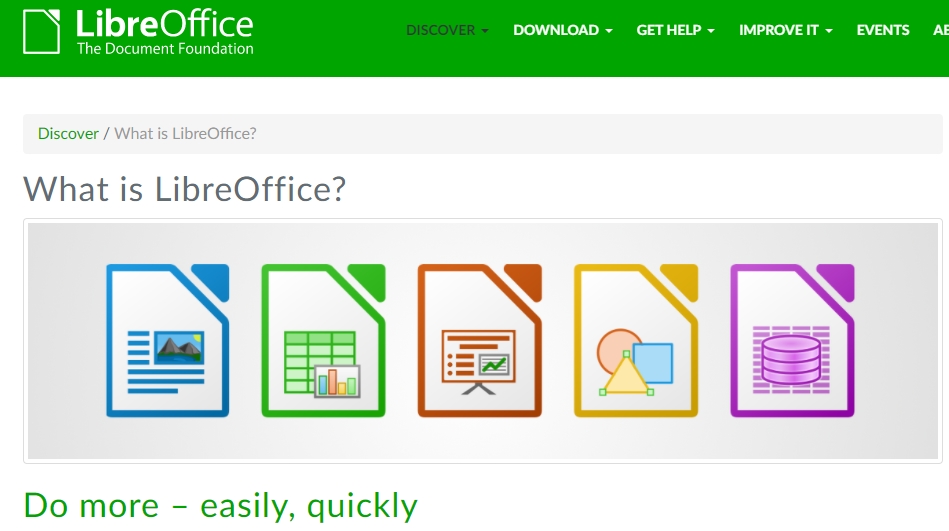 LibreOffice
The Document Foundation
DISCOVER DOWNLOAD GET HELP IMPROVE IT EVENTS
Discover / What is LibreOffice?
What is LibreOffice?
Do more – easily, quickly